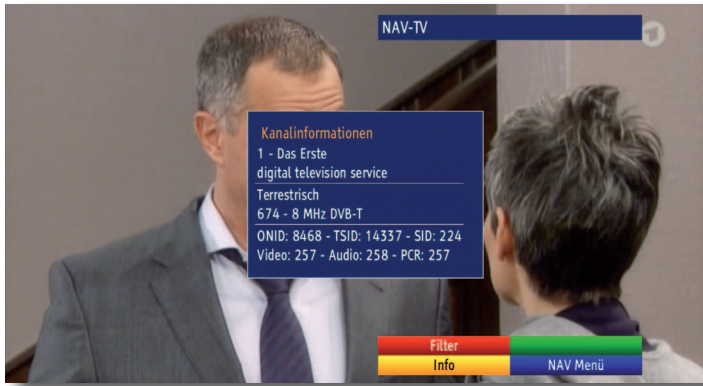 NAV-TV
1
Kanalinformationen
1 - Das Erste
digital television service
Terrestrisch
674 - 8 MHz DVB-T
ONID: 8468 - TSID: 14337 - SID: 224
Video: 257 - Audio: 258 - PCR: 257
Filter
Info
NAV Menü